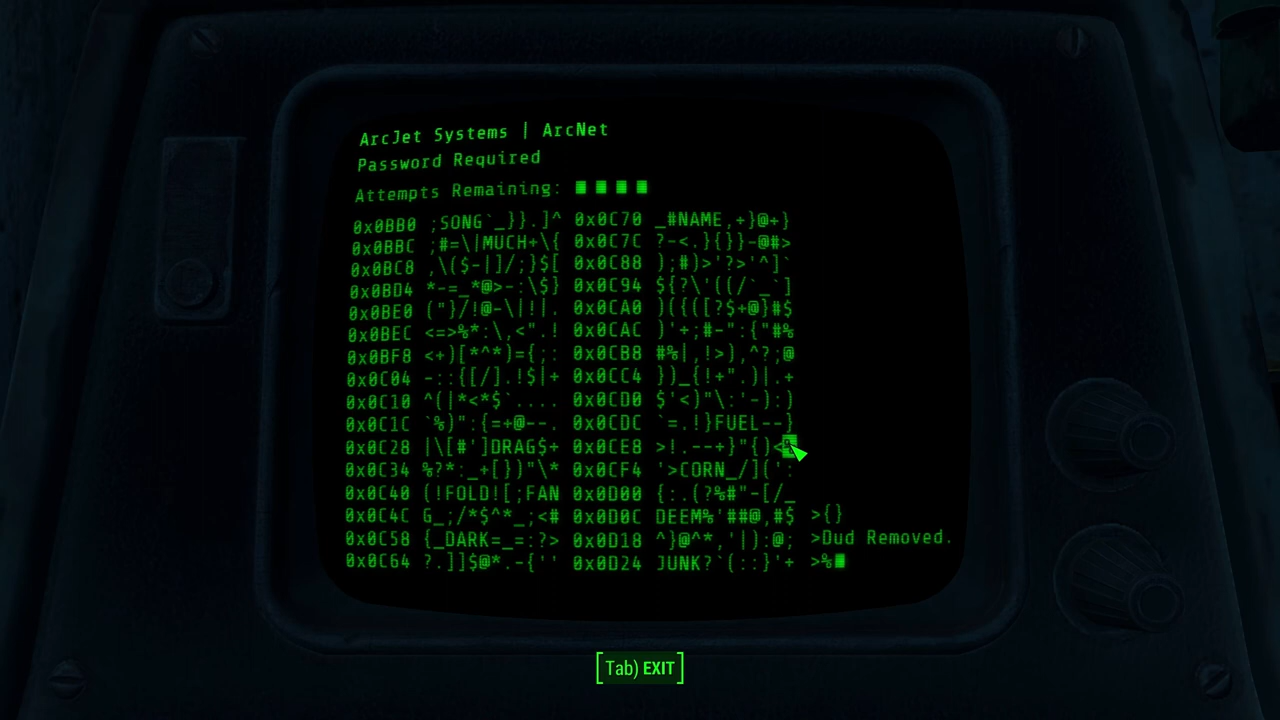 ArcJet Systems | ArcNet
Password Required
Attempts Remaining: ■ ■ ■ ■
0x0BB0 ;SONG`_}}.]^ 0x0C70 _#NAME,+}@+}
0x0BBC ;#=\|MUCH+\{ 0x0C7C ?-<.}{}}-@#>
0x0BC8 ,\($-|]/;}$[ 0x0C88 );#)>'?>'^]`
0x0BD4 *-=_*@>-:\$} 0x0C94 ${?\'((/`_`]
0x0BE0 ("}/!@-\|!|. 0x0CA0 )({([?$+@}#$
0x0BEC <=>%*:\,<".! 0x0CAC )'+;#-":{"#%
0x0BF8 <+)[*^*)={;: 0x0CB8 #%|,!>),^?;@
0x0C04 -::{[/].!$|+ 0x0CC4 })_{!+".)|.+
0x0C10 ^(|*<*$`.... 0x0CD0 $'<)"\:'-):)
0x0C1C `%)":{=+@--. 0x0CDC `=.!}FUEL--}
0x0C28 |\[#']DRAG$+ 0x0CE8 >!.--+}"{)<%
0x0C34 %?*:_+[})"\* 0x0CF4 '>CORN_/](':
0x0C40 (!FOLD![;FAN 0x0D00 {:.(?%#"-[/_
0x0C4C G_;/*$^*_;<# 0x0D0C DEEM%'##@,#$ >{}
0x0C58 {_DARK=_=:?> 0x0D18 ^}@^*,'|):@; >Dud Removed.
0x0C64 ?.]]$@*.-{'' 0x0D24 JUNK?`(::}'+ >%■
[Tab) EXIT]